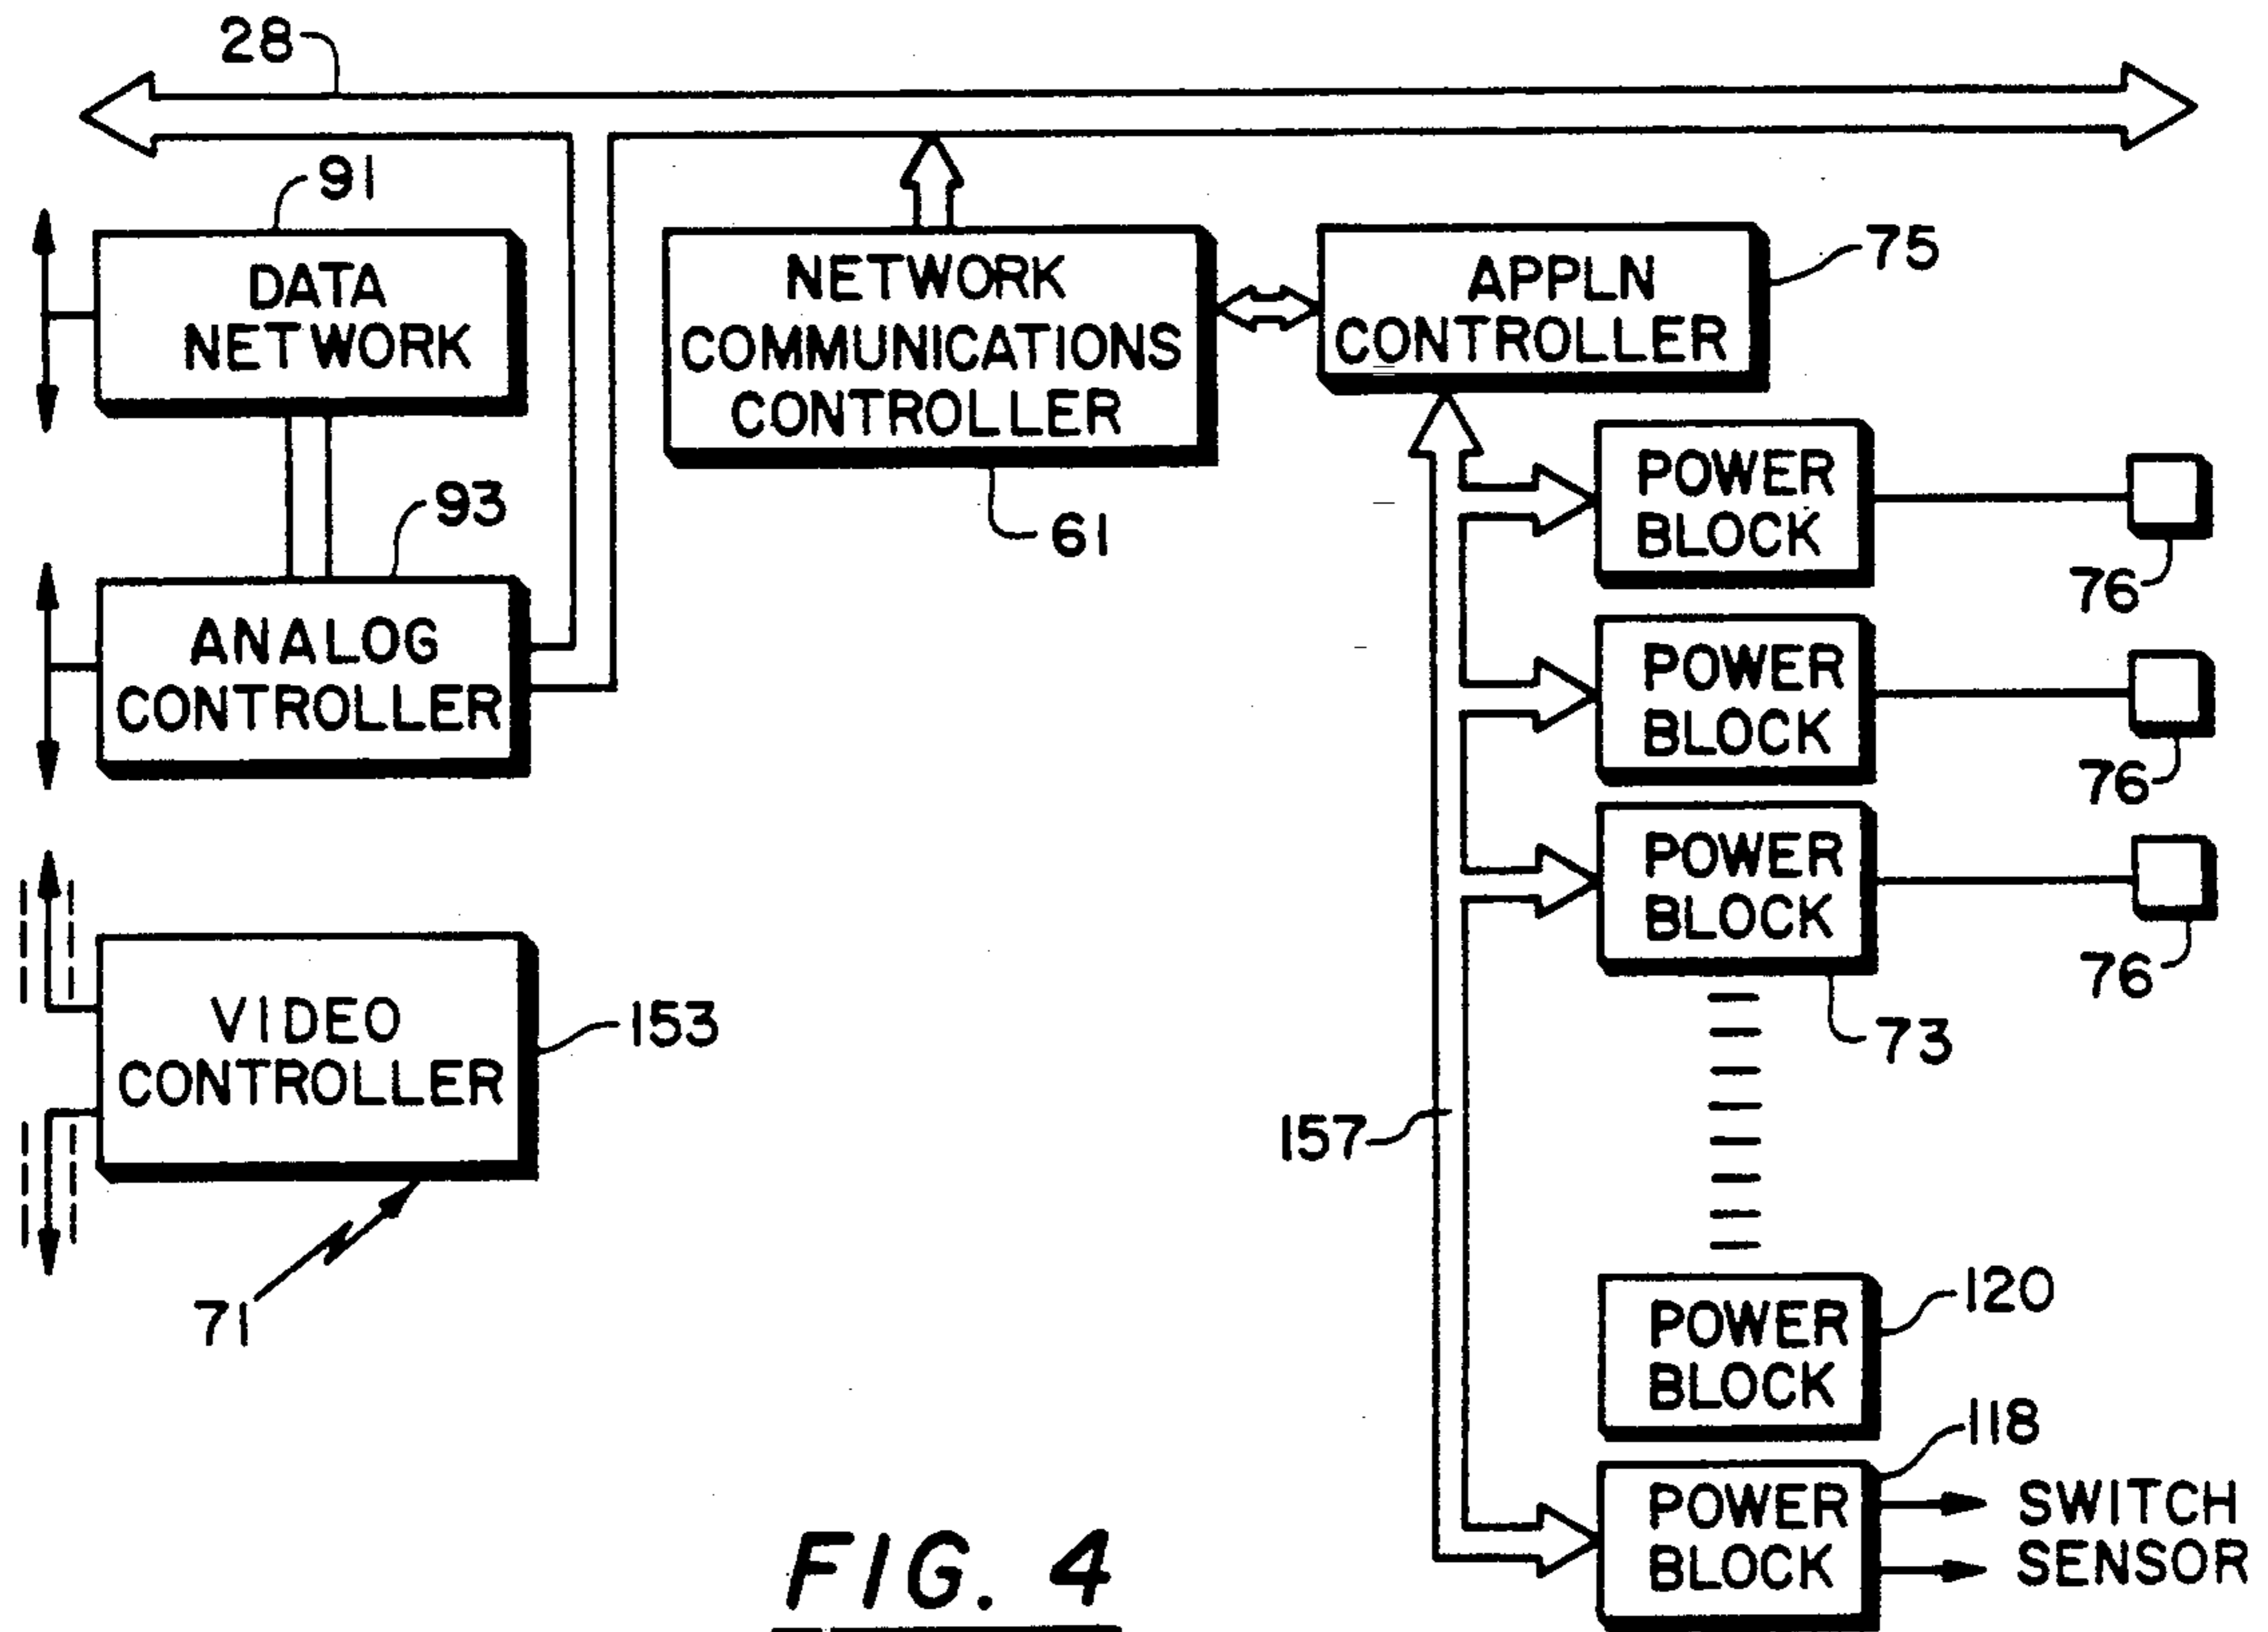 28
91
DATA
NETWORK
93
ANALOG
CONTROLLER
VIDEO
CONTROLLER
153
71
NETWORK
COMMUNICATIONS
CONTROLLER
61
APPLN
CONTROLLER
75
POWER
BLOCK
76
POWER
BLOCK
76
POWER
BLOCK
76
73
157
POWER
BLOCK
120
POWER
BLOCK
118
SWITCH
SENSOR
FIG. 4